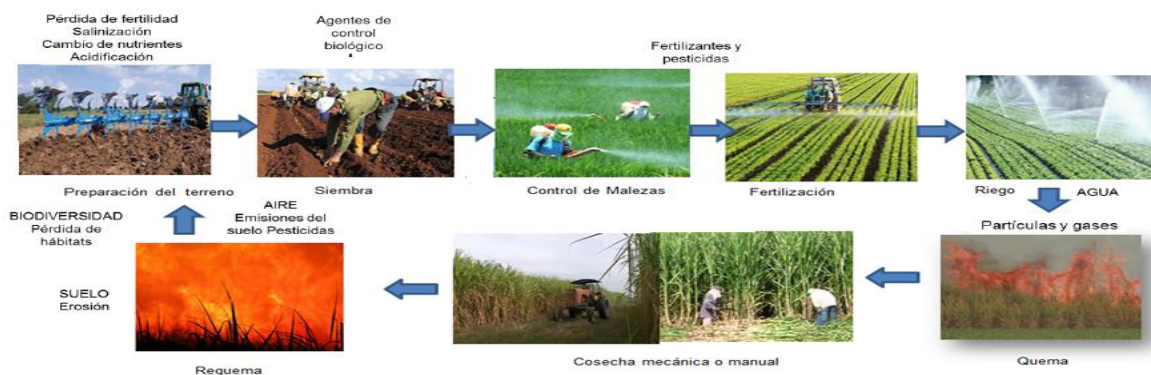 Pérdida de fertilidad
Salinización
Cambio de nutrientes
Acidificación
Agentes de
control
biológico
Fertilizantes y
pesticidas
Preparación del terreno
Siembra
Control de Malezas
Fertilización
Riego
AGUA
BIODIVERSIDAD
Pérdida de
hábitats
AIRE
Emisiones del
suelo Pesticidas
Partículas y gases
SUELO
Erosión
Requema
Cosecha mecánica o manual
Quema